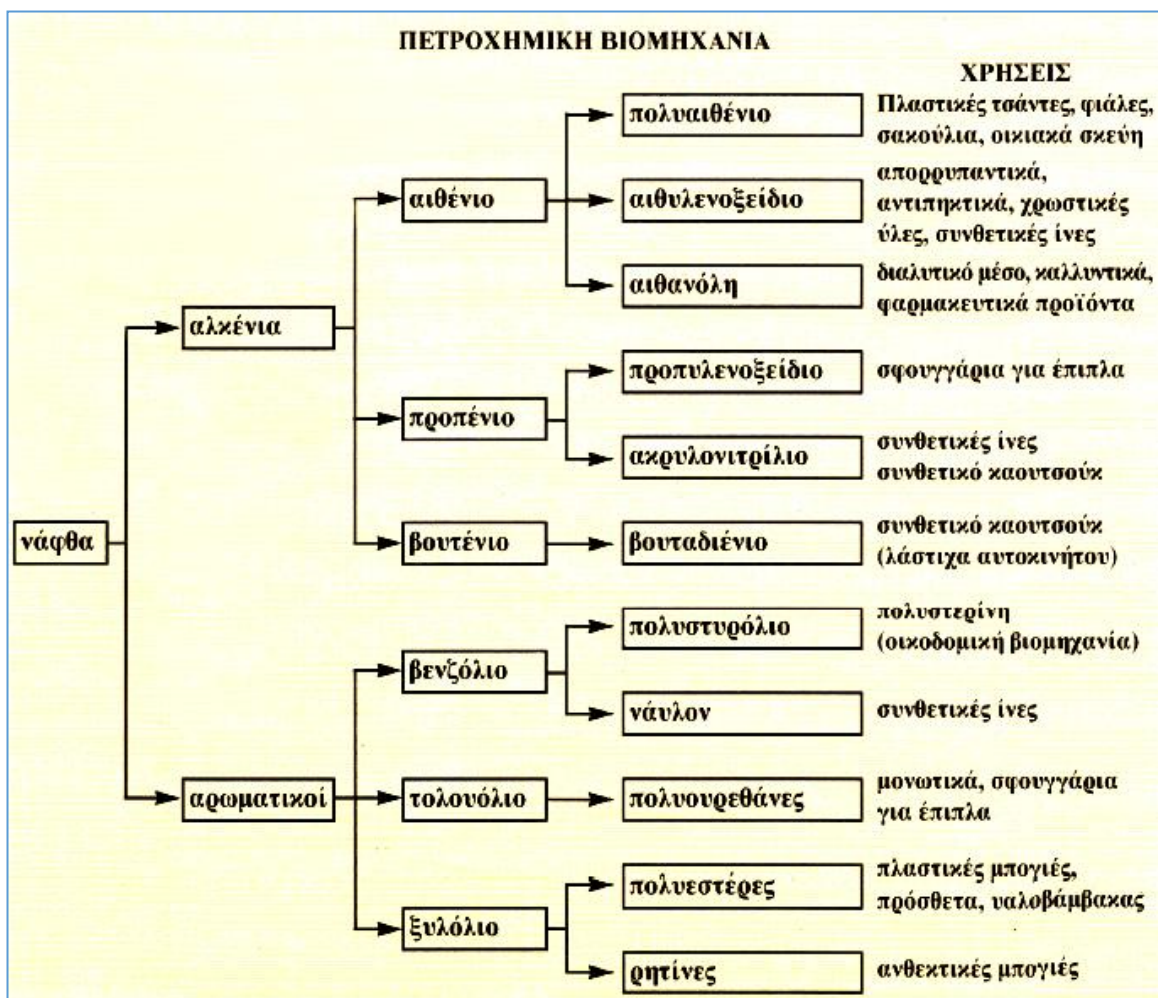 ΠΕΤΡΟΧΗΜΙΚΗ ΒΙΟΜΗΧΑΝΙΑ
ΧΡΗΣΕΙΣ
νάφθα
αλκένια
αιθένιο
πολυαιθένιο
Πλαστικές τσάντες, φιάλες,
σακούλια, οικιακά σκεύη
αιθυλενοξείδιο
απορρυπαντικά,
αντιπηκτικά, χρωστικές
ύλες, συνθετικές ίνες
αιθανόλη
διαλυτικό μέσο, καλλυντικά,
φαρμακευτικά προϊόντα
προπένιο
προπυλενοξείδιο
σφουγγάρια για έπιπλα
ακρυλονιτρίλιο
συνθετικές ίνες
συνθετικό καουτσούκ
βουτένιο
βουταδιένιο
συνθετικό καουτσούκ
(λάστιχα αυτοκινήτου)
αρωματικοί
βενζόλιο
πολυστυρόλιο
πολυστερίνη
(οικοδομική βιομηχανία)
νάυλον
συνθετικές ίνες
τολουόλιο
πολυουρεθάνες
μονωτικά, σφουγγάρια
για έπιπλα
ξυλόλιο
πολυεστέρες
πλαστικές μπογιές,
πρόσθετα, υαλοβάμβακας
ρητίνες
ανθεκτικές μπογιές